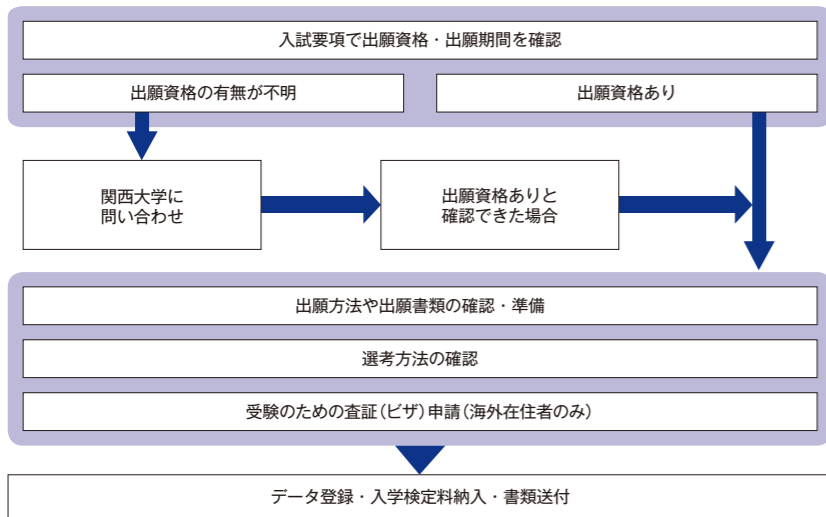 入試要項で出願資格・出願期間を確認
出願資格の有無が不明
出願資格あり
関西大学に
問い合わせ
出願資格ありと
確認できた場合
出願方法や出願書類の確認・準備
選考方法の確認
受験のための査証（ビザ）申請（海外在住者のみ）
データ登録・入学検定料納入・書類送付